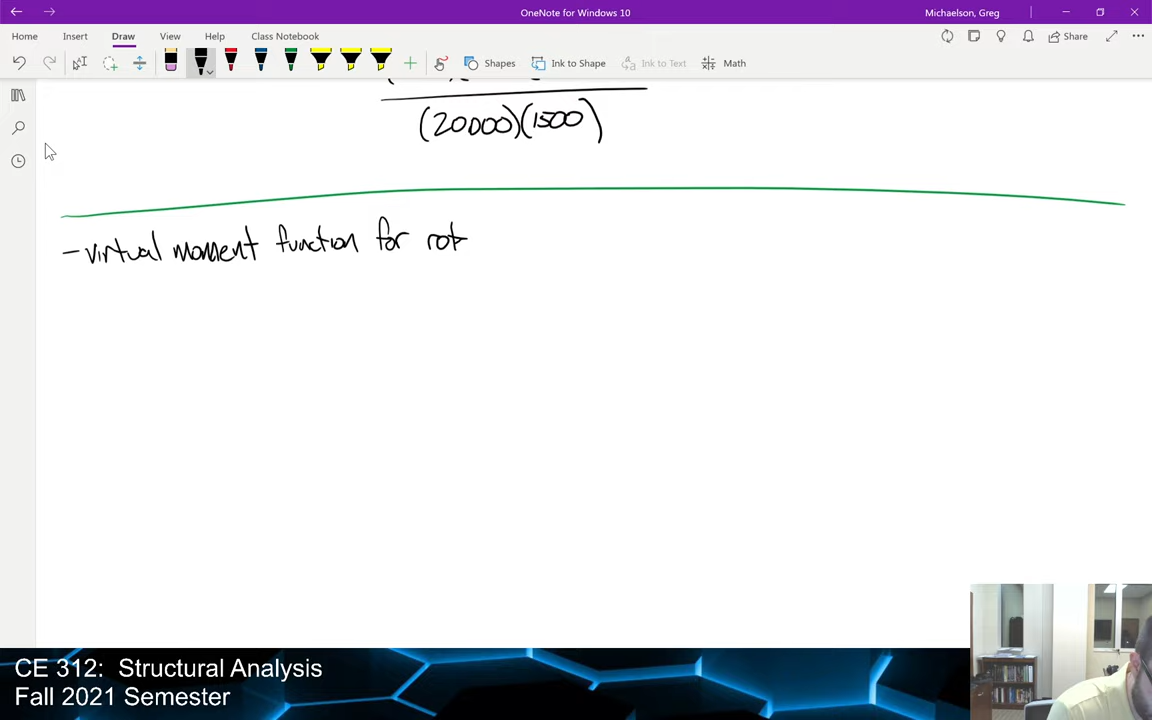 OneNote for Windows 10
Michaelson, Greg
Home Insert Draw View Help Class Notebook
Share
Shapes Ink to Shape Ink to Text Math
(20000)(1500)
- virtual moment function for rot
CE 312: Structural Analysis
Fall 2021 Semester